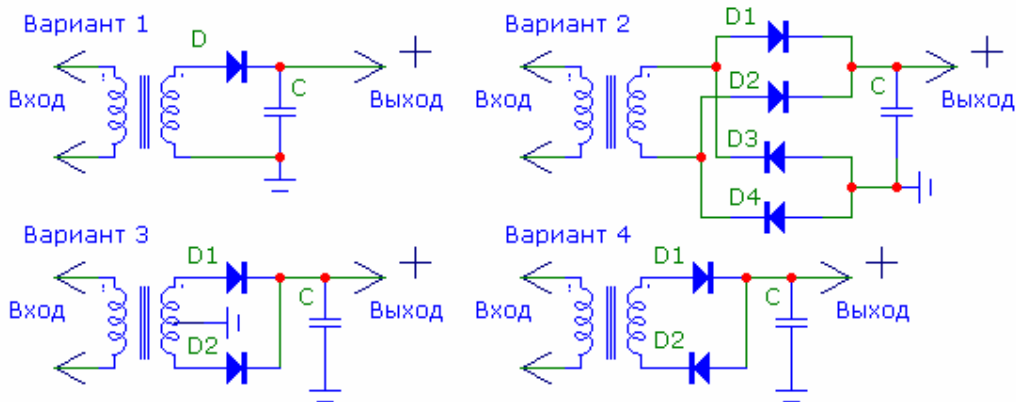 Вариант 1
D
+
Вход
C
Выход
Вариант 2
D1
+
Вход
D2
C
Выход
D3
D4
Вариант 3
D1
+
Вход
C
Выход
D2
Вариант 4
D1
+
Вход
C
Выход
D2